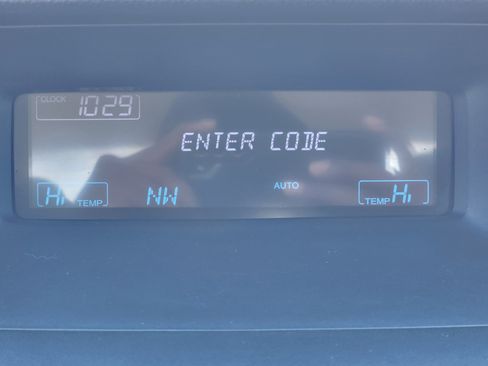 CLOCK 10:29
ENTER CODE
AUTO
Hi TEMP NW TEMP Hi